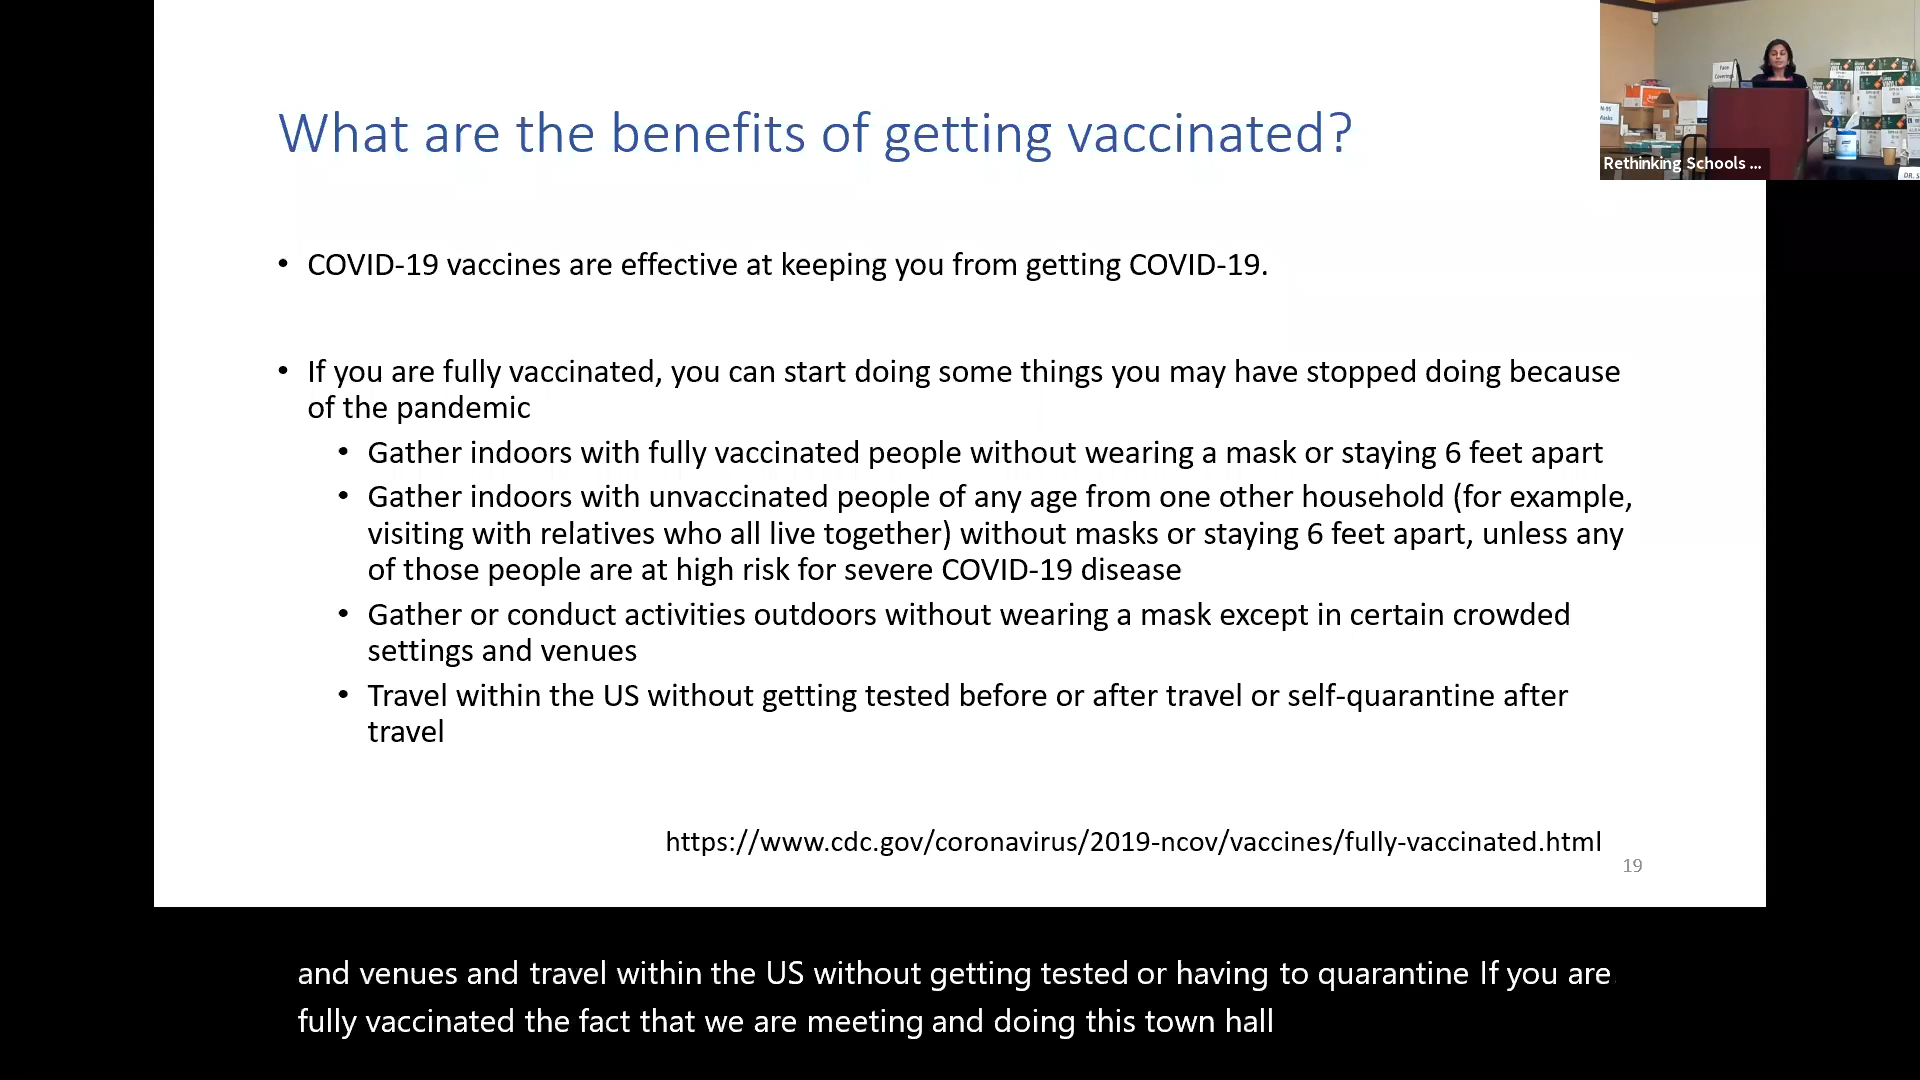 What are the benefits of getting vaccinated?
• COVID-19 vaccines are effective at keeping you from getting COVID-19.
• If you are fully vaccinated, you can start doing some things you may have stopped doing because
of the pandemic
• Gather indoors with fully vaccinated people without wearing a mask or staying 6 feet apart
• Gather indoors with unvaccinated people of any age from one other household (for example,
visiting with relatives who all live together) without masks or staying 6 feet apart, unless any
of those people are at high risk for severe COVID-19 disease
• Gather or conduct activities outdoors without wearing a mask except in certain crowded
settings and venues
• Travel within the US without getting tested before or after travel or self-quarantine after
travel
https://www.cdc.gov/coronavirus/2019-ncov/vaccines/fully-vaccinated.html
19
Face
Coverings
N-95
Masks
Rethinking Schools ...
DR. S
and venues and travel within the US without getting tested or having to quarantine If you are
fully vaccinated the fact that we are meeting and doing this town hall